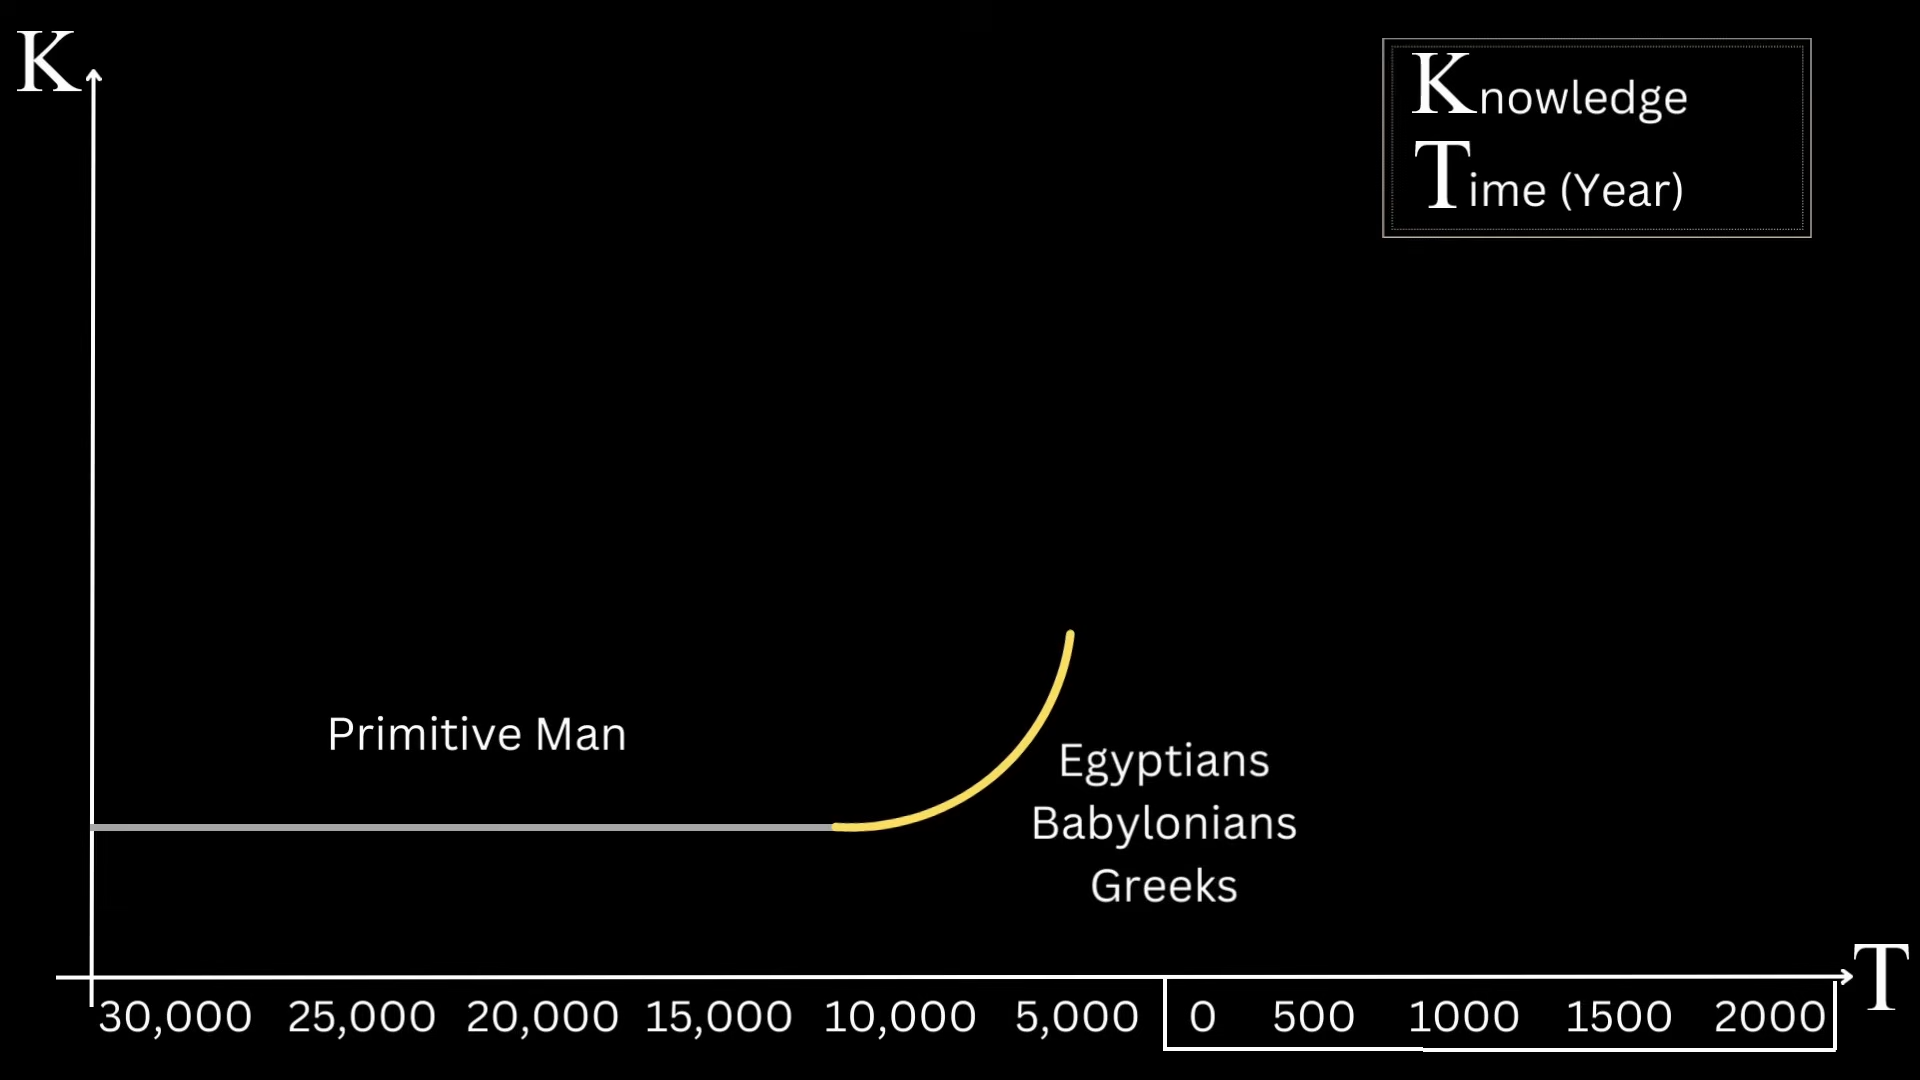 K
Knowledge
Time (Year)
Primitive Man
Egyptians
Babylonians
Greeks
T
30,000 25,000 20,000 15,000 10,000 5,000 0 500 1000 1500 2000